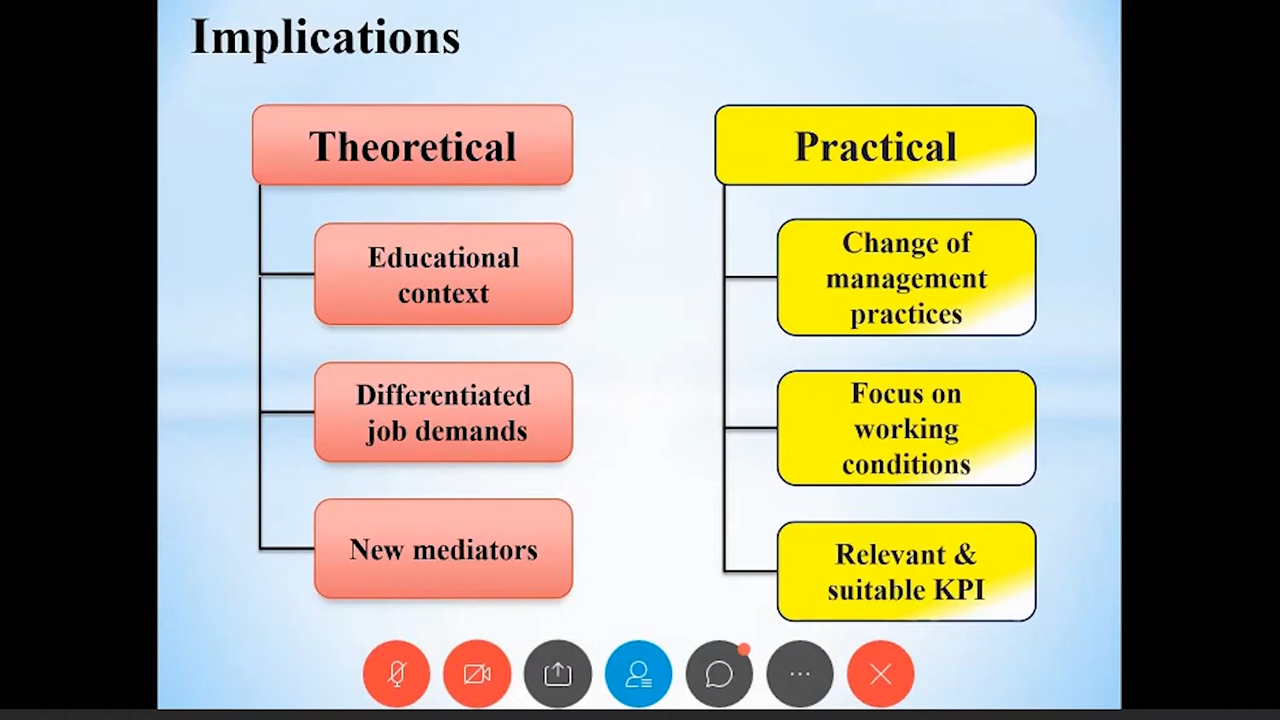 Implications
Theoretical
Educational
context
Differentiated
job demands
New mediators
Practical
Change of
management
practices
Focus on
working
conditions
Relevant &
suitable KPI